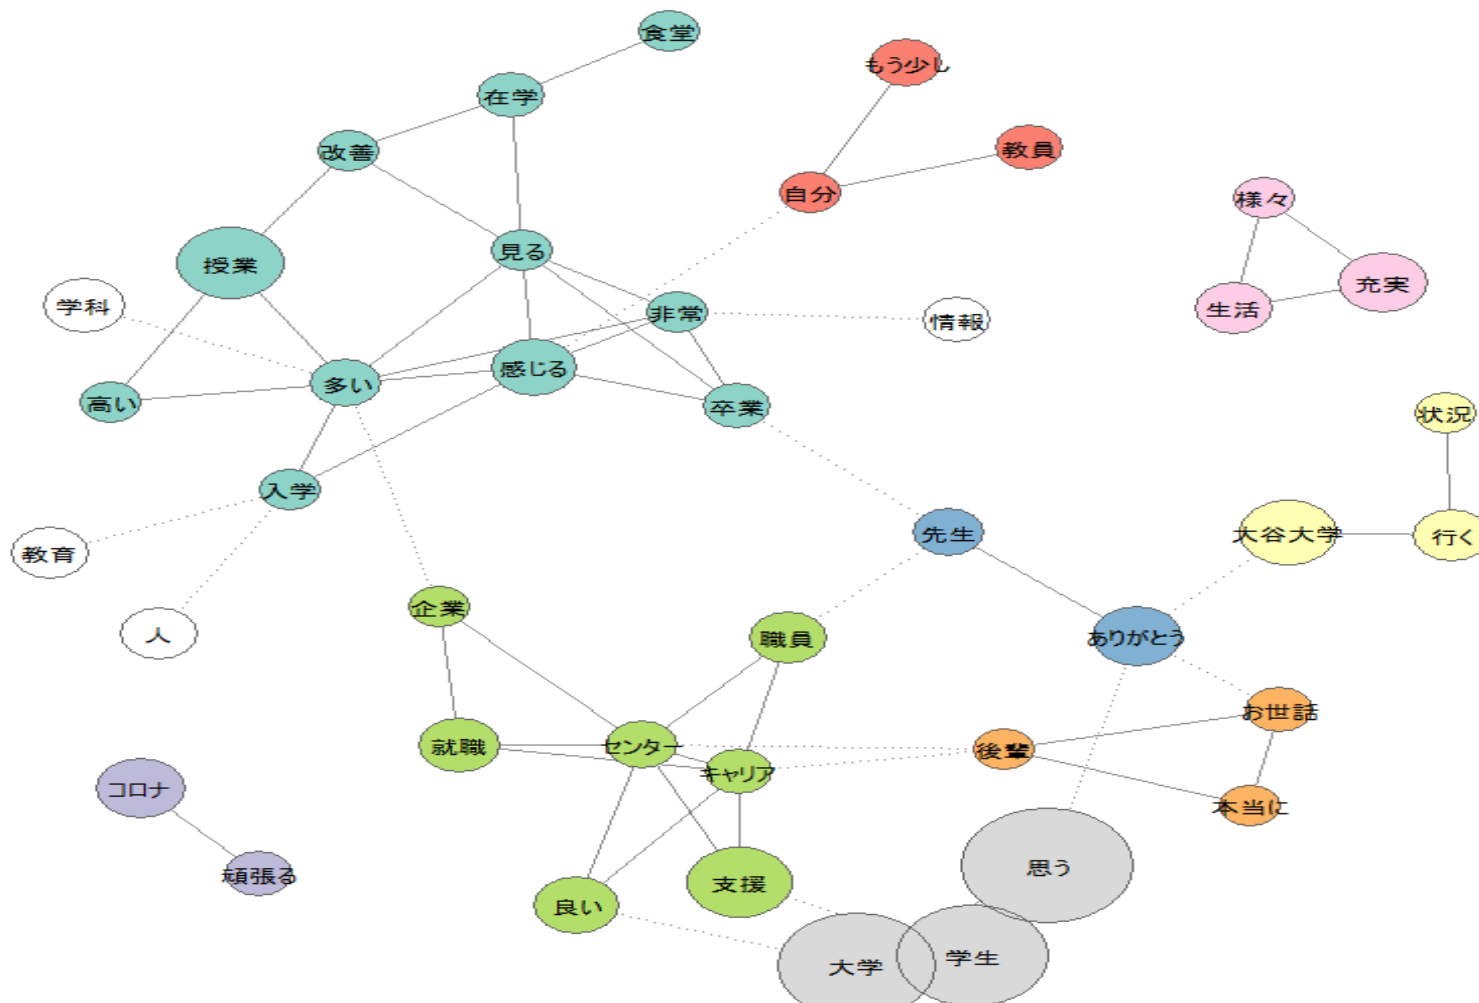 食堂
もう少し
在学
改善
教員
自分
様々
見る
授業
充実
学科
生活
非常
情報
感じる
多い
高い
卒業
状況
入学
先生
大谷大学
行く
教育
企業
人
職員
ありがとう
お世話
就職
センター
後輩
キャリア
コロナ
本当に
思う
頑張る
支援
良い
学生
大学